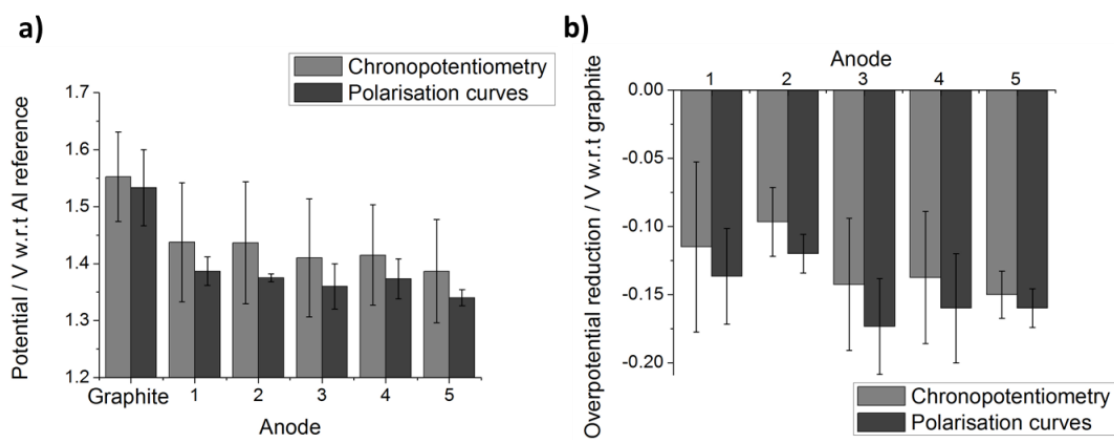 a)
Chronopotentiometry
Polarisation curves
Potential / V w.r.t Al reference
1.7
1.6
1.5
1.4
1.3
1.2
Graphite 1 2 3 4 5
Anode
b)
Anode
1 2 3 4 5
Overpotential reduction / V w.r.t graphite
0.00
-0.05
-0.10
-0.15
-0.20
Chronopotentiometry
Polarisation curves